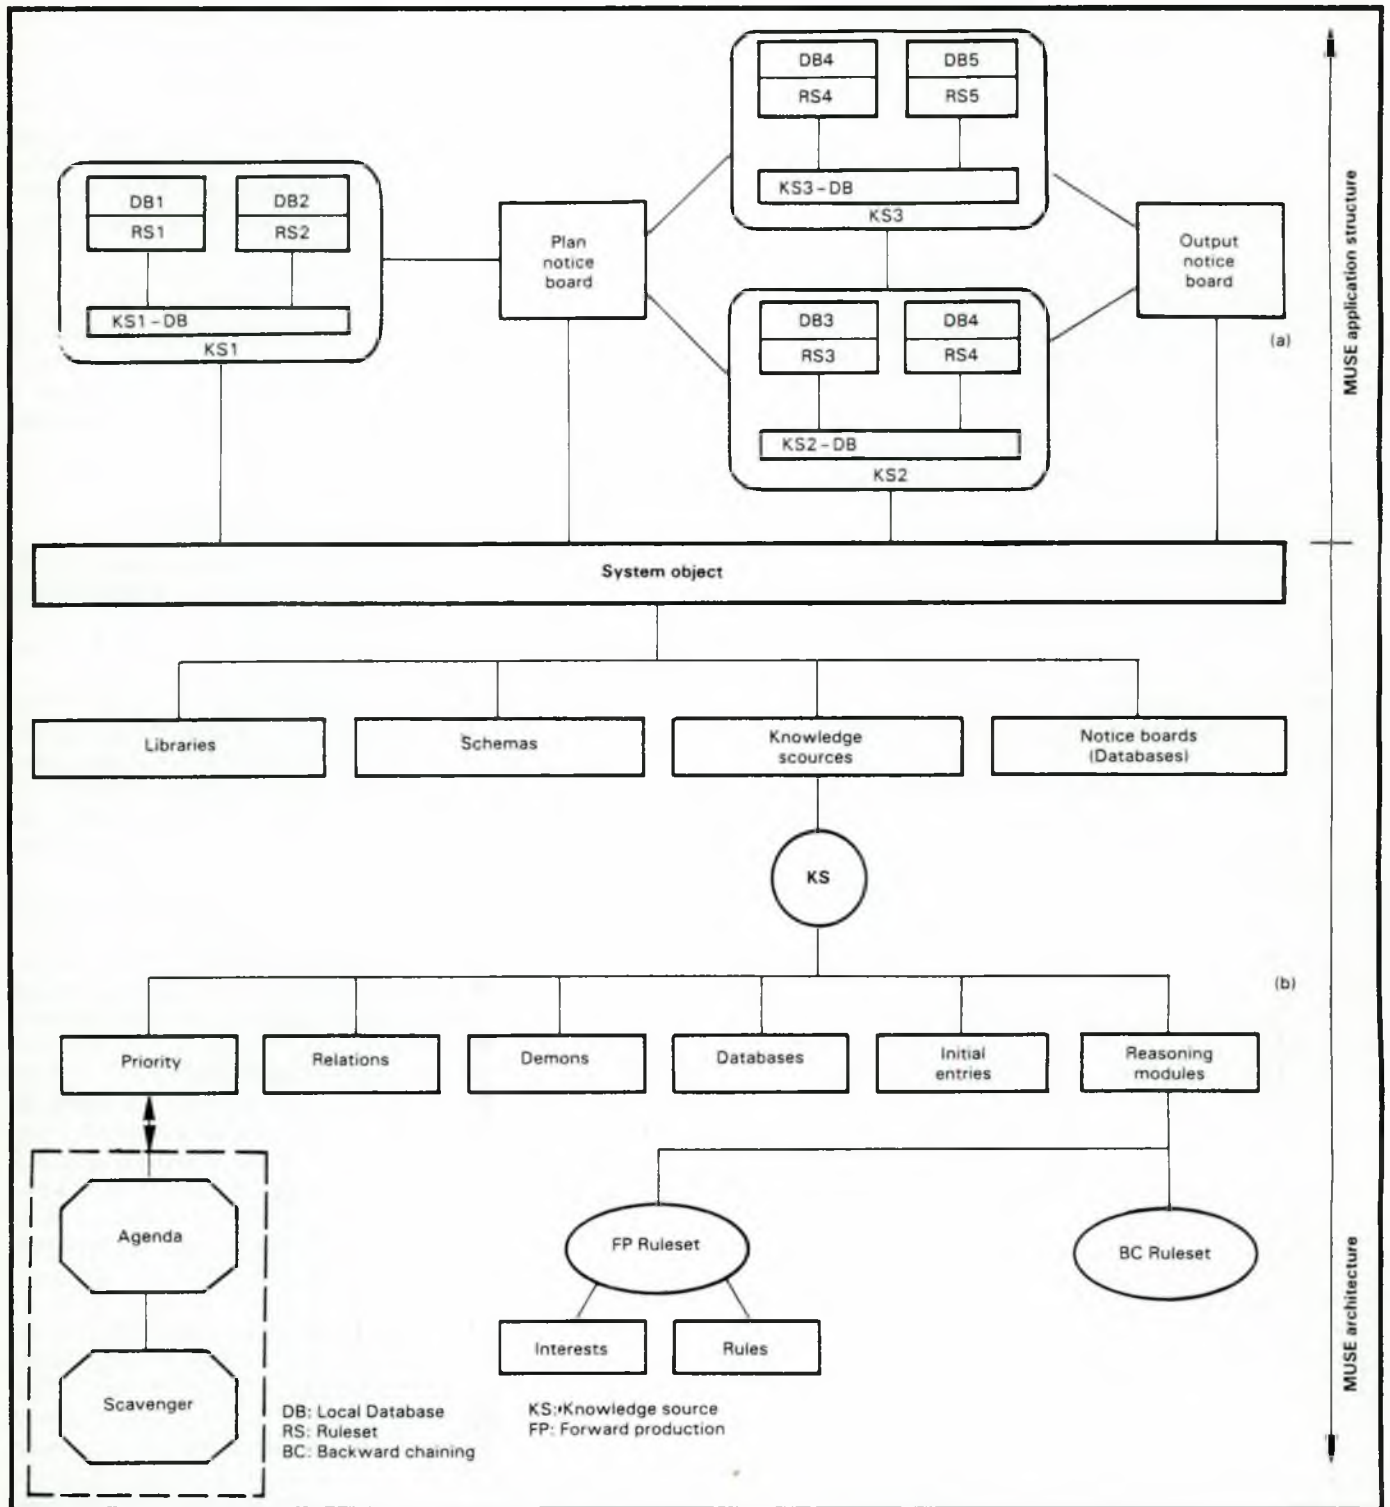 DB4
DB5
RS4
RS5
KS3-DB
KS3
DB1
DB2
RS1
RS2
KS1-DB
KS1
Plan
notice
board
Output
notice
board
DB3
DB4
RS3
RS4
KS2-DB
KS2
(a)
MUSE application structure
System object
Libraries
Schemas
Knowledge
scources
Notice boards
(Databases)
KS
(b)
Priority
Relations
Demons
Databases
Initial
entries
Reasoning
modules
Agenda
FP Ruleset
BC Ruleset
Interests
Rules
Scavenger
MUSE architecture
DB: Local Database
RS: Ruleset
BC: Backward chaining
KS: Knowledge source
FP: Forward production